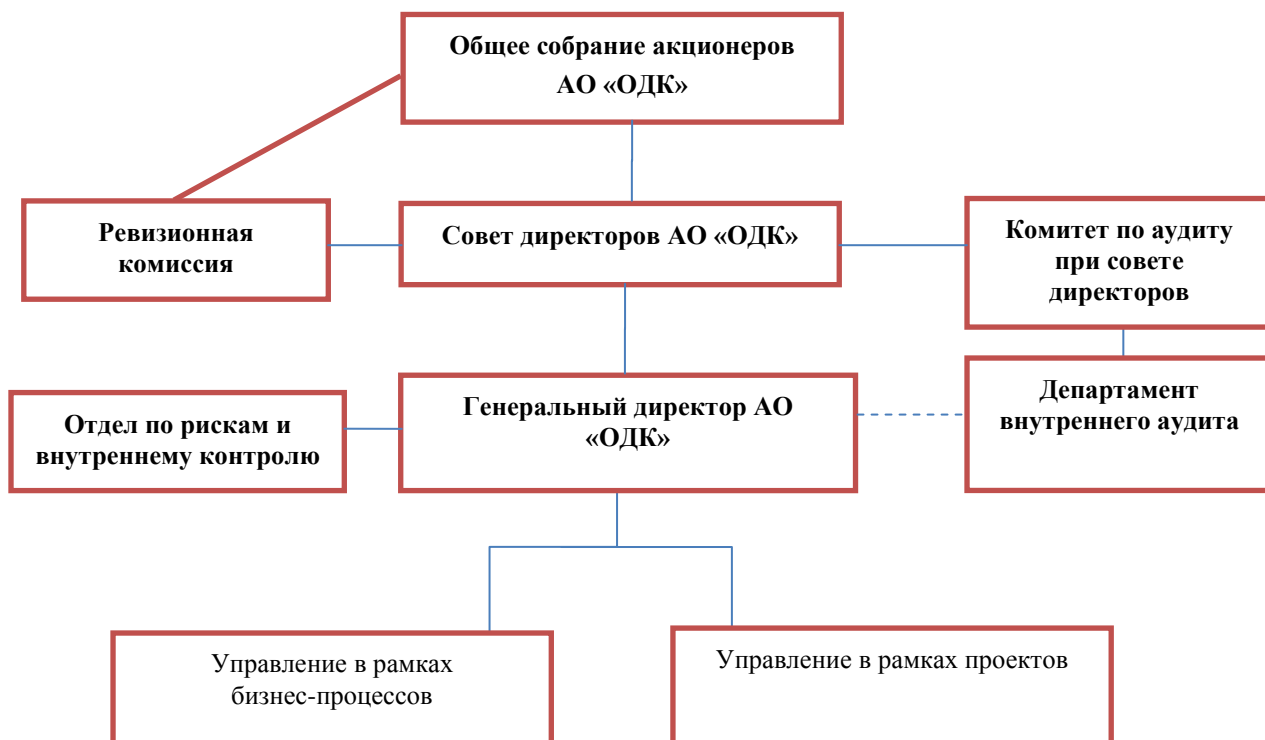 Общее собрание акционеров
АО «ОДК»
Ревизионная
комиссия
Совет директоров АО «ОДК»
Комитет по аудиту
при совете
директоров
Отдел по рискам и
внутреннему контролю
Генеральный директор АО
«ОДК»
Департамент
внутреннего аудита
Управление в рамках
бизнес-процессов
Управление в рамках проектов